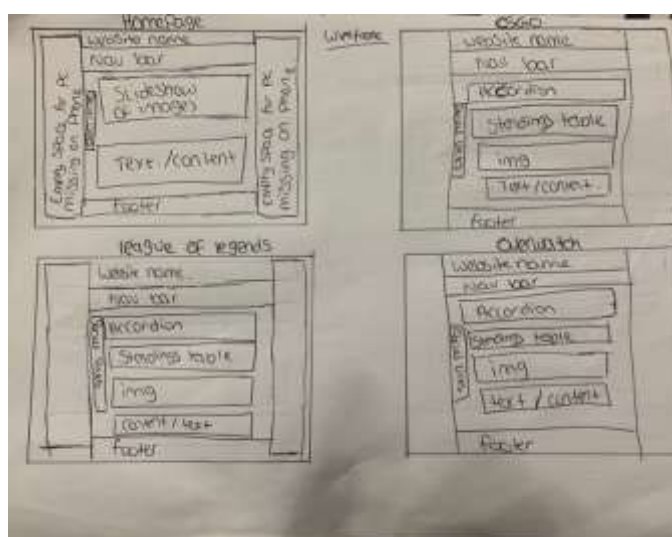 HomePage
Website name
Nav bar
Slideshow
of images
Text / content
Footer
Empty space for PC
missing on Phone
Empty space for PC
missing on Phone
Wireframe
CSGO
Website name
Nav bar
Accordion
Standings table
img
Text / content
Footer
league of legends
Website name
Nav bar
Accordion
Standings table
img
Content / text
Footer
Overwatch
Website name
Nav bar
Accordion
Standings table
img
text / content
Footer